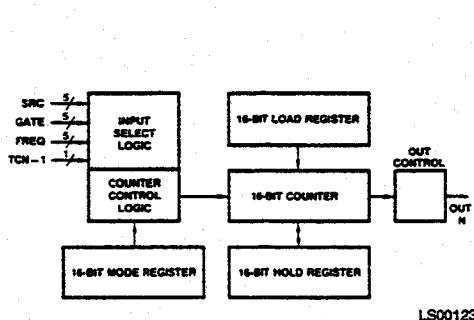 SRC 5
GATE 5
FREQ 5
TCN-1 1
INPUT
SELECT
LOGIC
COUNTER
CONTROL
LOGIC
16-BIT MODE REGISTER
16-BIT LOAD REGISTER
16-BIT COUNTER
16-BIT HOLD REGISTER
OUT
CONTROL
OUT
N
LS00123